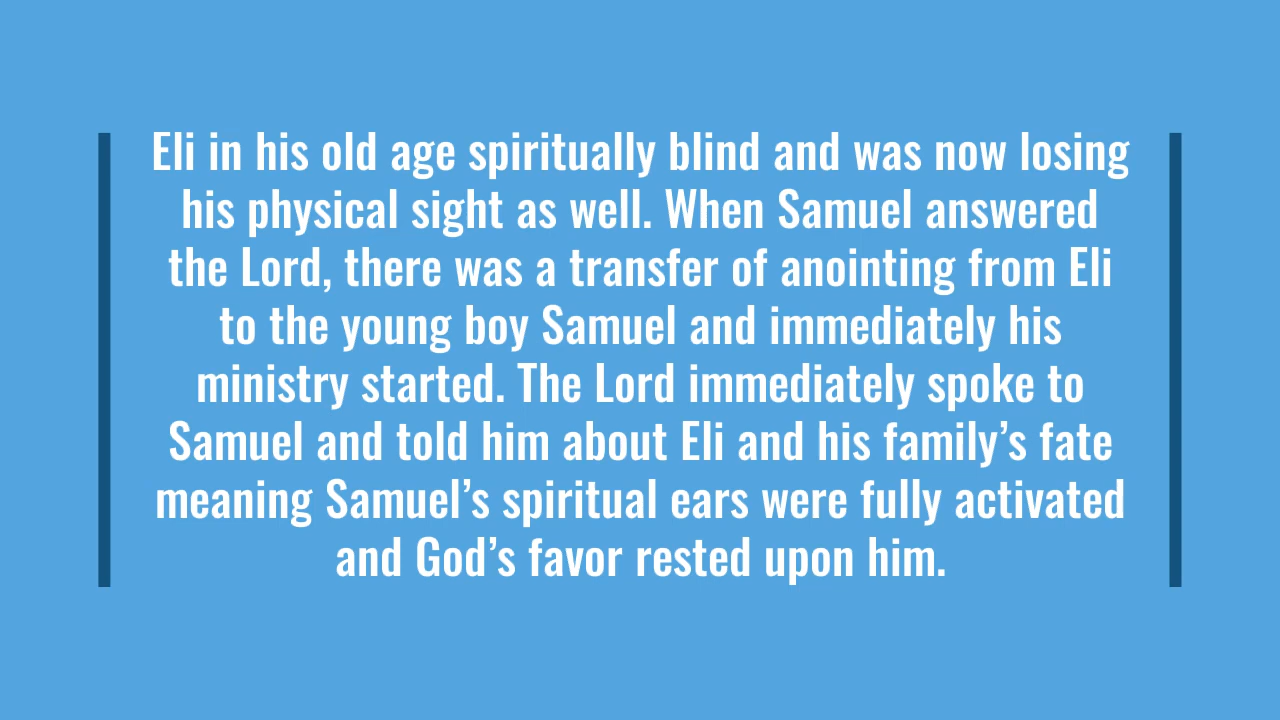 Eli in his old age spiritually blind and was now losing
his physical sight as well. When Samuel answered
the Lord, there was a transfer of anointing from Eli
to the young boy Samuel and immediately his
ministry started. The Lord immediately spoke to
Samuel and told him about Eli and his family’s fate
meaning Samuel’s spiritual ears were fully activated
and God’s favor rested upon him.